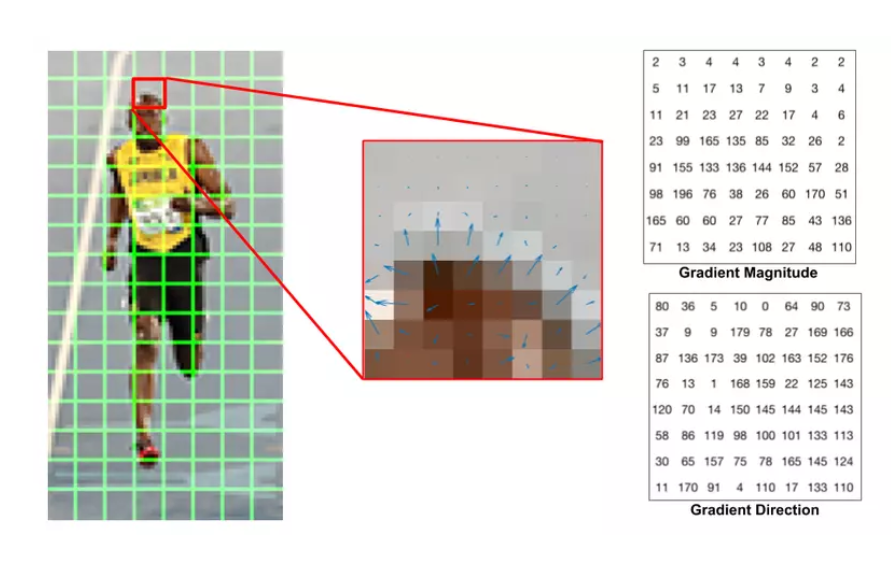 2 3 4 4 3 4 2 2
5 11 17 13 7 9 3 4
11 21 23 27 22 17 4 6
23 99 165 135 85 32 26 2
91 155 133 136 144 152 57 28
98 196 76 38 26 60 170 51
165 60 60 27 77 85 43 136
71 13 34 23 108 27 48 110
Gradient Magnitude
80 36 5 10 0 64 90 73
37 9 9 179 78 27 169 166
87 136 173 39 102 163 152 176
76 13 1 168 159 22 125 143
120 70 14 150 145 144 145 143
58 86 119 98 100 101 133 113
30 65 157 75 78 165 145 124
11 170 91 4 110 17 133 110
Gradient Direction